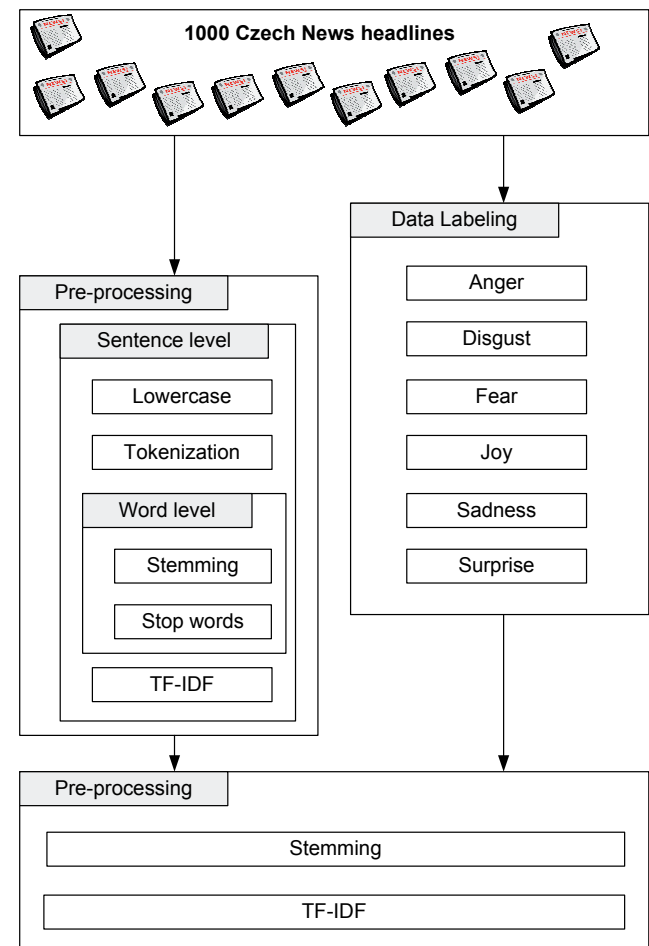 1000 Czech News headlines
Data Labeling
Anger
Disgust
Fear
Joy
Sadness
Surprise
Pre-processing
Sentence level
Lowercase
Tokenization
Word level
Stemming
Stop words
TF-IDF
Pre-processing
Stemming
TF-IDF